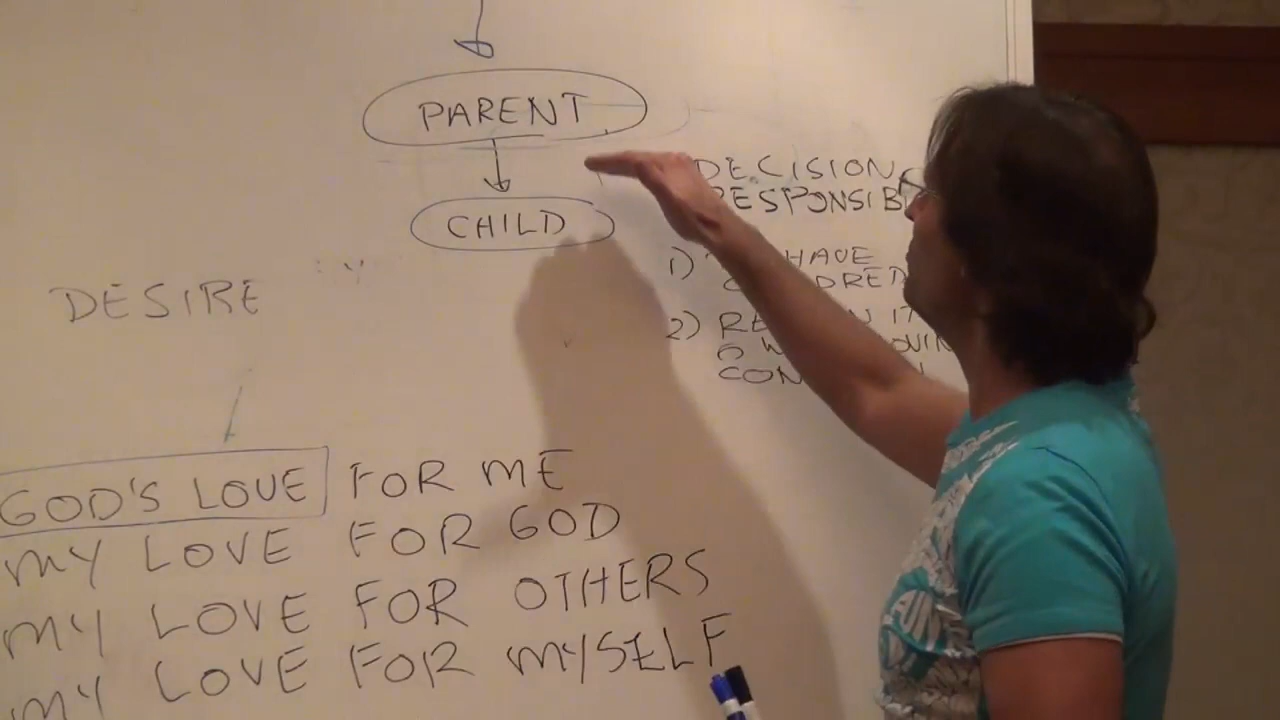 PARENT
CHILD
DECISION
1) HAVE
2)
DESIRE
GOD'S LOVE FOR ME
MY LOVE FOR GOD
MY LOVE FOR OTHERS
MY LOVE FOR MYSELF